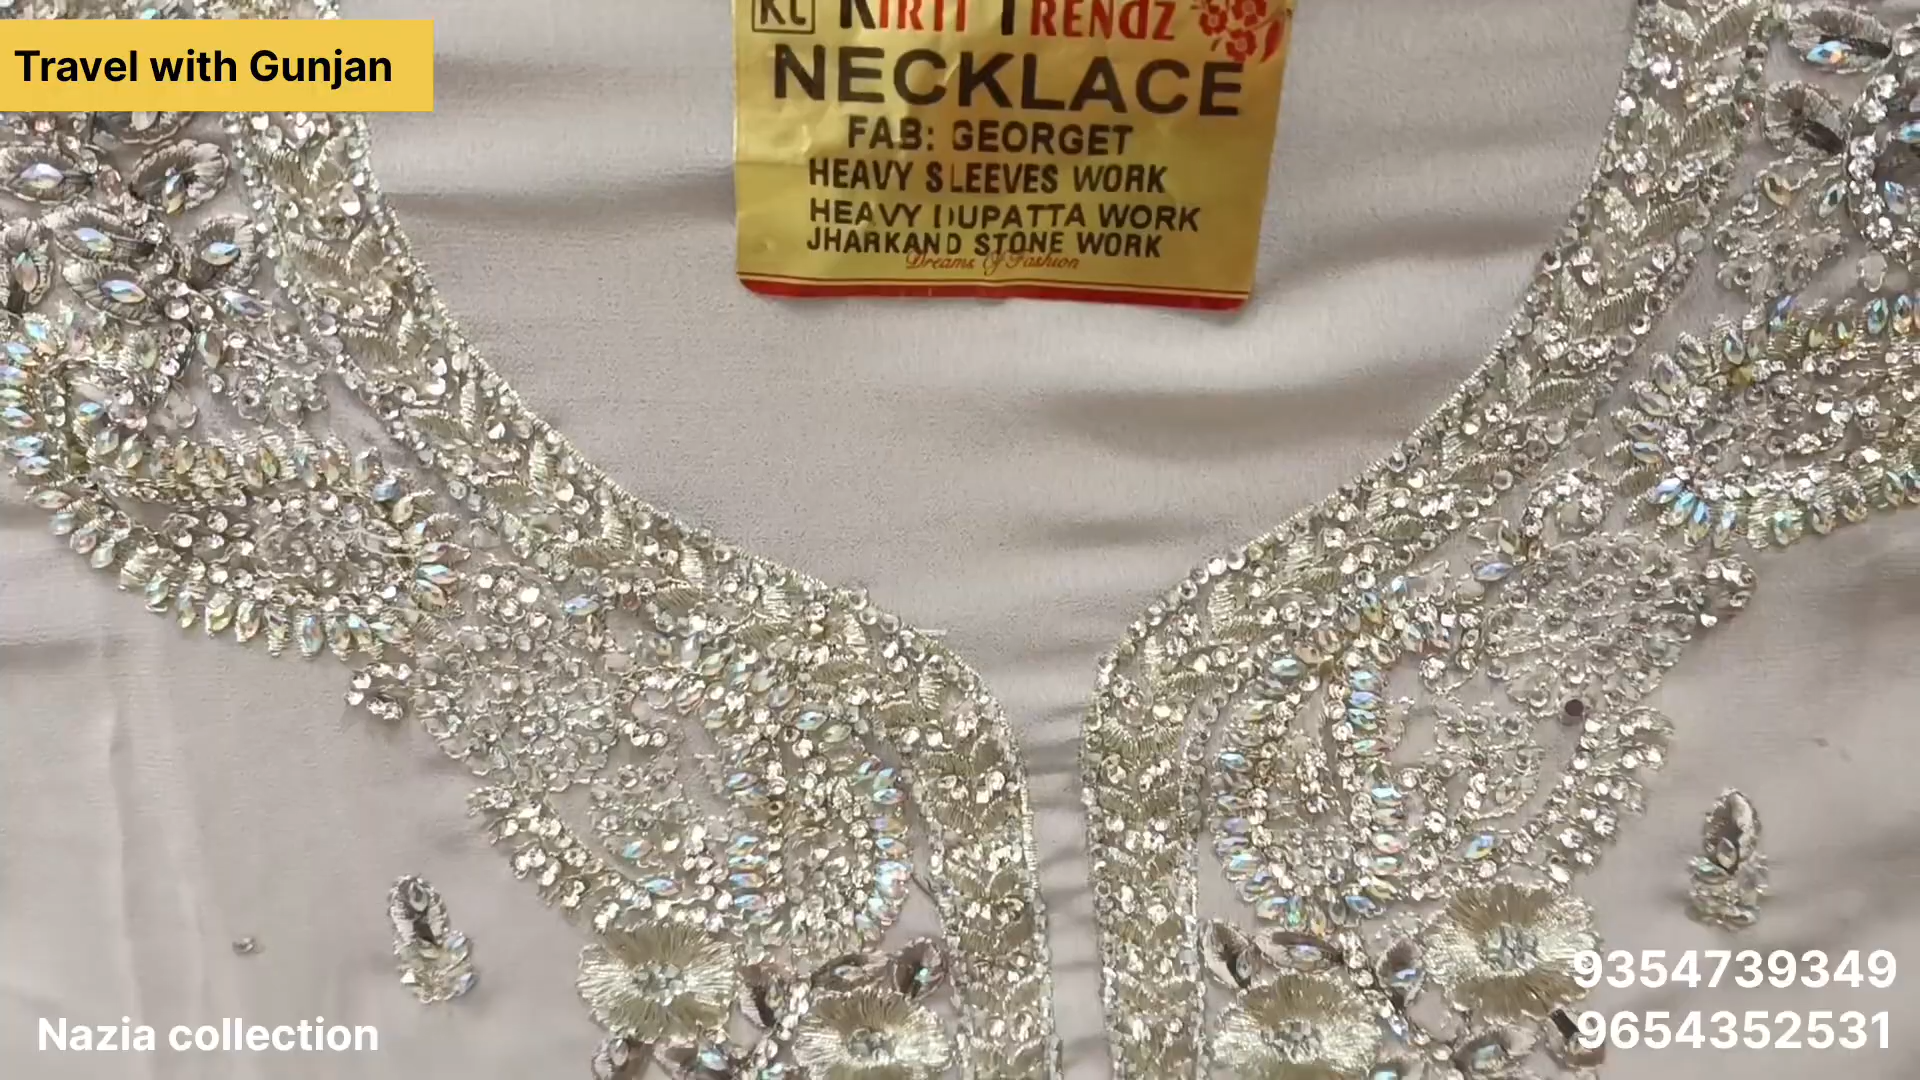 Travel with Gunjan
KL KIRTI TRENdZ
NECKLACE
FAB: GEORGET
HEAVY SLEEVES WORK
HEAVY DUPATTA WORK
JHARKAND STONE WORK
Dreams Of Fashion
9354739349
Nazia collection
9654352531